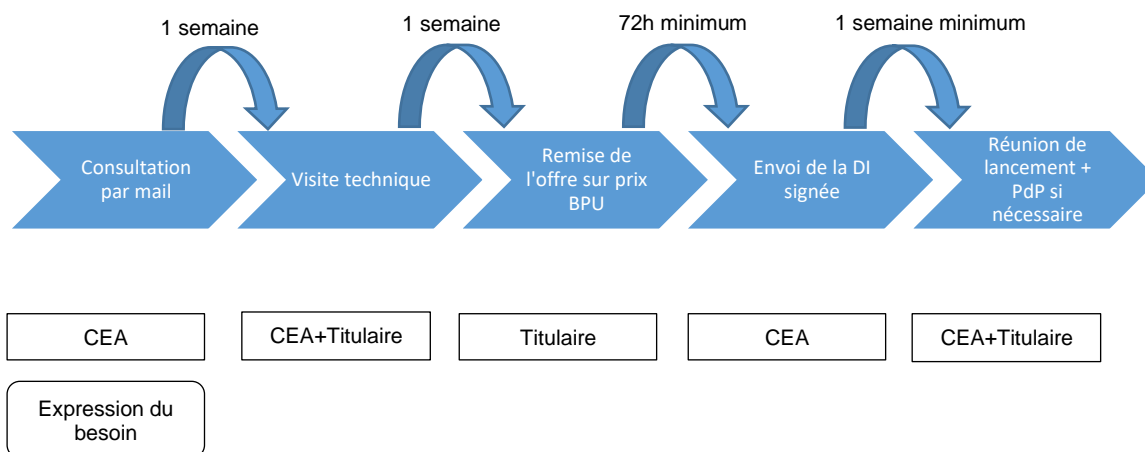 1 semaine
1 semaine
72h minimum
1 semaine minimum
Consultation
par mail
Visite technique
Remise de
l'offre sur prix
BPU
Envoi de la DI
signée
Réunion de
lancement +
PdP si
nécessaire
CEA
CEA+Titulaire
Titulaire
CEA
CEA+Titulaire
Expression du
besoin